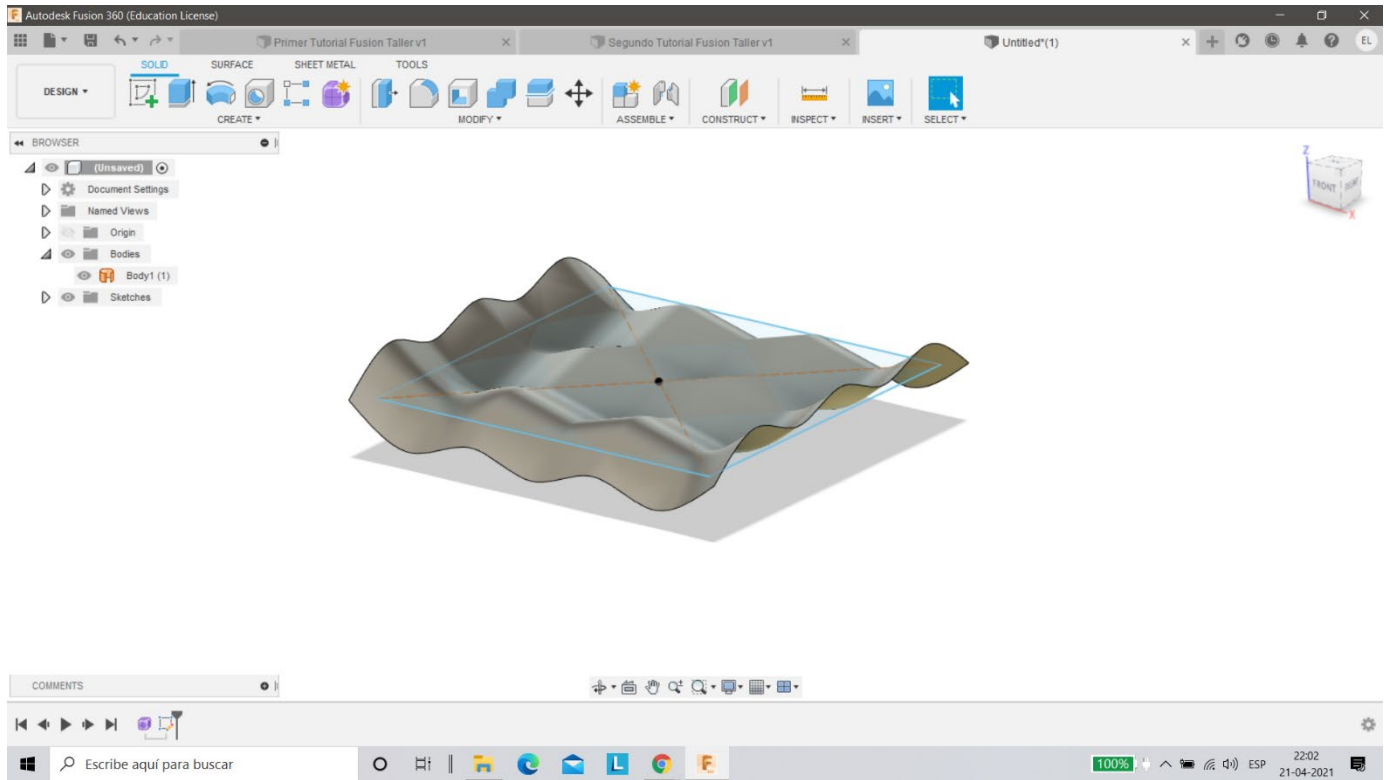 Autodesk Fusion 360 (Education License)
Primer Tutorial Fusion Taller v1
Segundo Tutorial Fusion Taller v1
Untitled*(1)
EL
SOLID SURFACE SHEET METAL TOOLS
DESIGN
CREATE MODIFY ASSEMBLE CONSTRUCT INSPECT INSERT SELECT
BROWSER
(Unsaved)
Document Settings
Named Views
Origin
Bodies
Body1 (1)
Sketches
Z
FRONT
X
COMMENTS
Escribe aquí para buscar
L
F
100%
ESP
22:02
21-04-2021